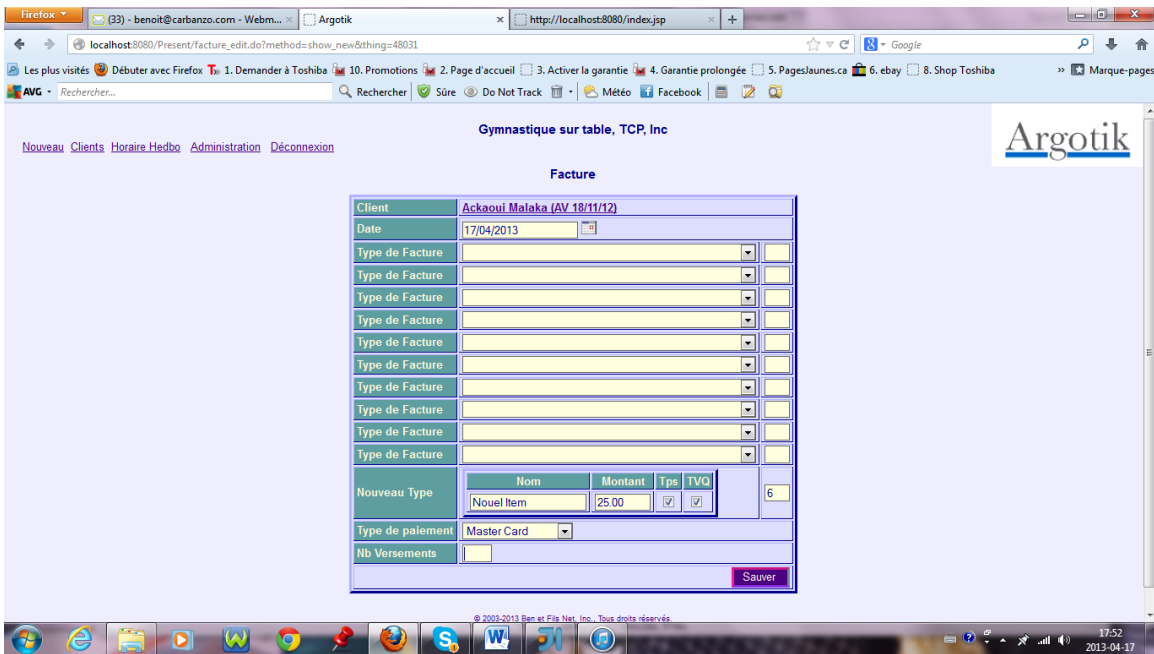 Firefox
(33) - benoit@carbanzo.com - Webm...
Argotik
http://localhost:8080/index.jsp
localhost:8080/Present/facture_edit.do?method=show_new&thing=48031
Google
Les plus visités Débuter avec Firefox 1. Demander à Toshiba 10. Promotions 2. Page d'accueil 3. Activer la garantie 4. Garantie prolongée 5. PagesJaunes.ca 6. ebay 8. Shop Toshiba » Marque-pages
AVG Rechercher... Rechercher Sûre Do Not Track Météo Facebook
Gymnastique sur table, TCP, Inc
Argotik
Nouveau Clients Horaire Hedbo Administration Déconnexion
Facture
Client Ackaoui Malaka (AV 18/11/12)
Date 17/04/2013
Type de Facture
Type de Facture
Type de Facture
Type de Facture
Type de Facture
Type de Facture
Type de Facture
Type de Facture
Type de Facture
Type de Facture
Nom Montant Tps TVQ
Nouveau Type Nouel Item 25.00 6
Type de paiement Master Card
Nb Versements
Sauver
© 2003-2013 Ben et Fils Net, Inc., Tous droits réservés.
17:52
2013-04-17